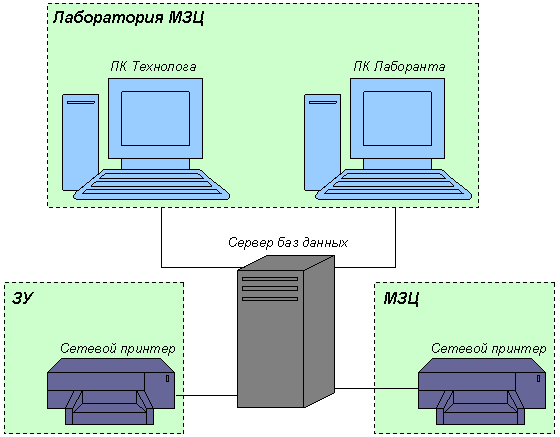 Лаборатория МЗЦ
ПК Технолога
ПК Лаборанта
Сервер баз данных
ЗУ
МЗЦ
Сетевой принтер
Сетевой принтер